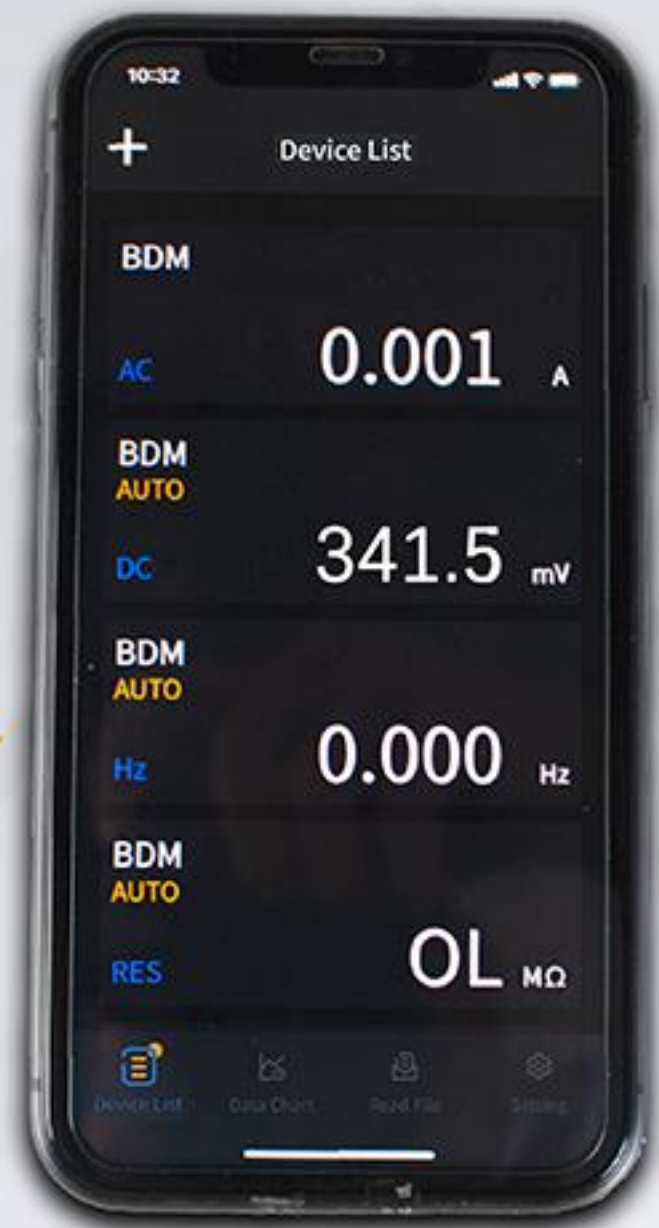 10:32
Device List
BDM
AC 0.001 A
BDM
AUTO
DC 341.5 mV
BDM
AUTO
Hz 0.000 Hz
BDM
AUTO
RES OL MΩ
Device List Data Chart Read File Setting